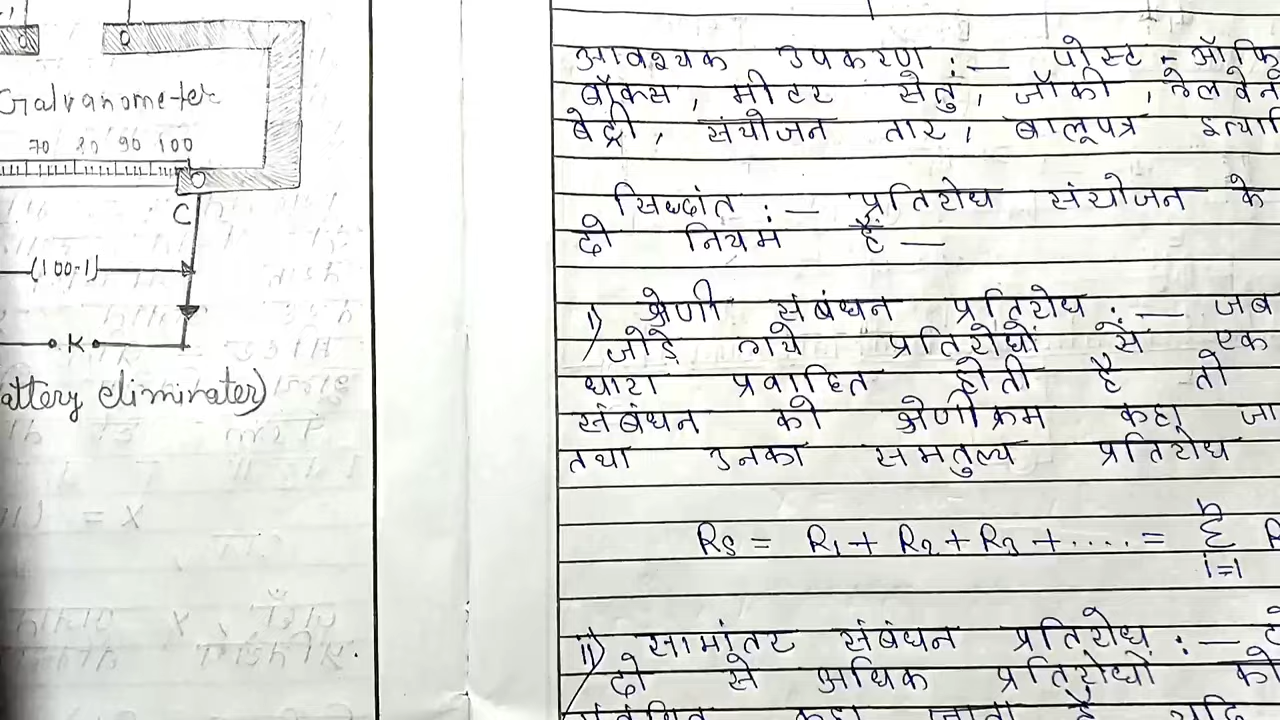 Galvanometer
70 80 90 100
C
(100-l)
K
attery eliminater)
आवश्यक उपकरण :— पोस्ट - ऑफि
बॉक्स, मीटर सेतु, जॉकी,
बैट्री, संयोजन तार, बालूपत्र इत्या
सिध्दांत :— प्रतिरोध संयोजन के
दो नियम हैं —
i) श्रेणी संबंधन प्रतिरोध :— जब
जोड़े गये प्रतिरोधों से एक
धारा प्रवाहित होती है तो
संबंधन को श्रेणीक्रम कहा जा
तथा उनका समतुल्य प्रतिरोध
Rs = R1 + R2 + R3 + .... = n Σ i=1 R
ii) सामांतर संबंधन प्रतिरोध :—
दो से अधिक प्रतिरोधों को
कहा जाता है